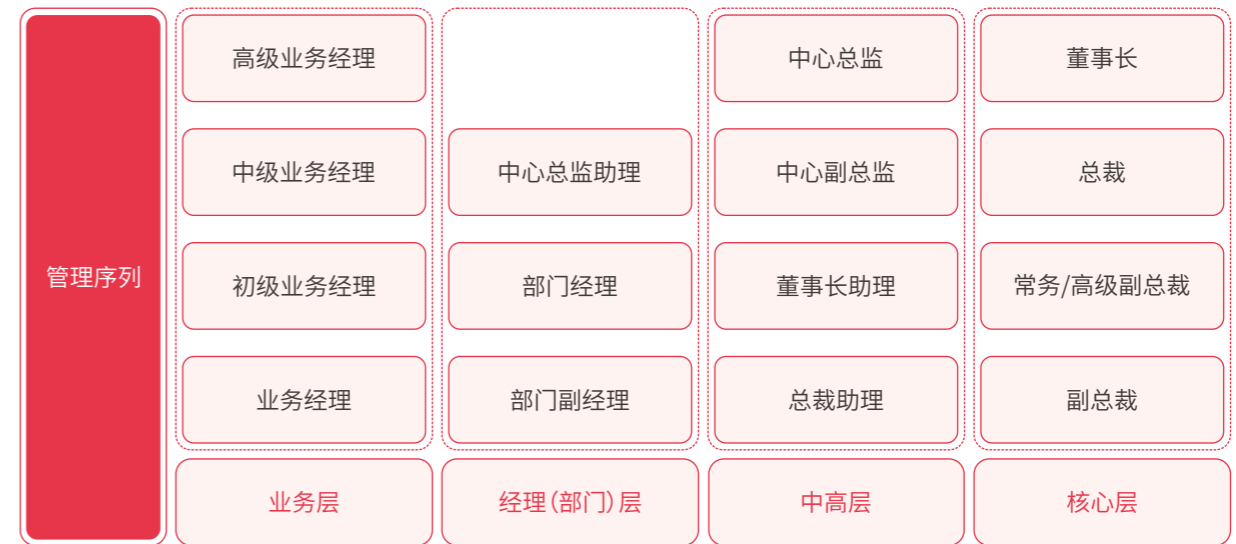 管理序列
高级业务经理
中心总监
董事长
中级业务经理
中心总监助理
中心副总监
总裁
初级业务经理
部门经理
董事长助理
常务/高级副总裁
业务经理
部门副经理
总裁助理
副总裁
业务层
经理(部门)层
中高层
核心层